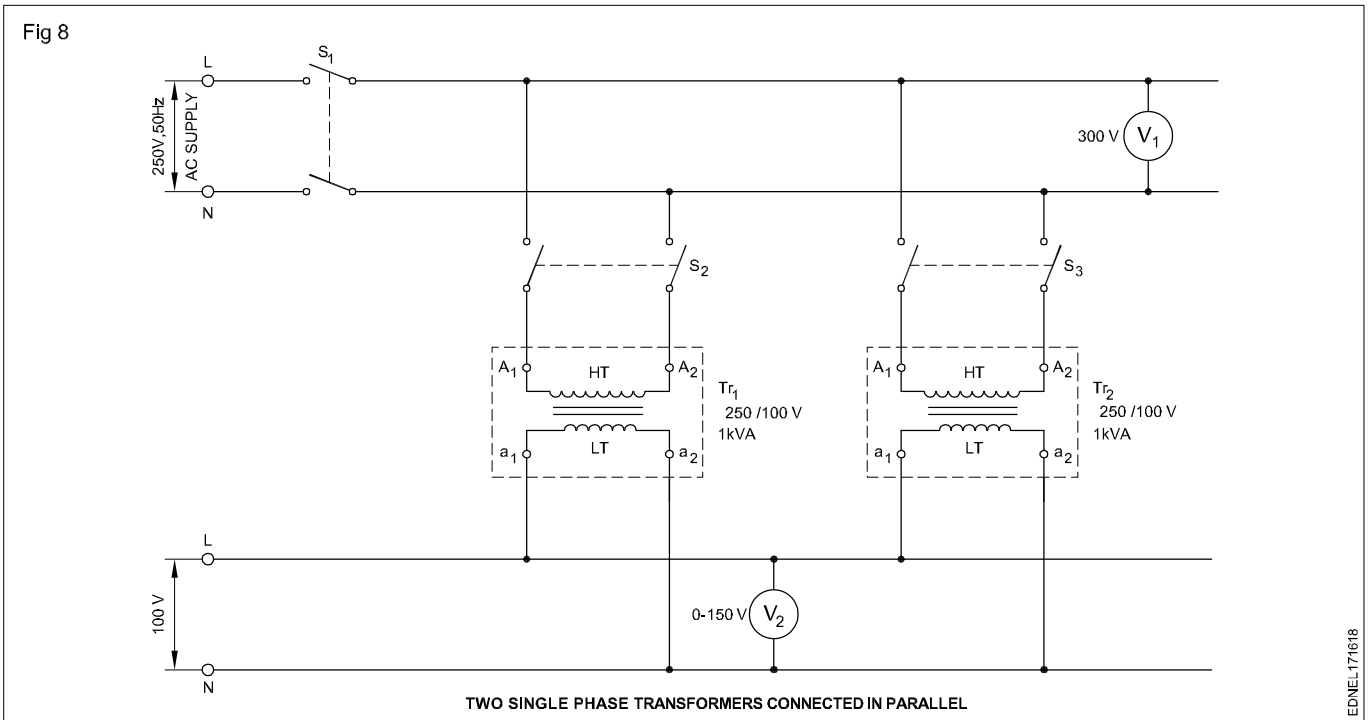 Fig 8
L
S1
250V,50Hz
AC SUPPLY
N
300 V
V1
S2
S3
A1
HT
A2
Tr1
250 /100 V
1kVA
a1
LT
a2
A1
HT
A2
Tr2
250 /100 V
1kVA
a1
LT
a2
L
100 V
0-150 V
V2
N
TWO SINGLE PHASE TRANSFORMERS CONNECTED IN PARALLEL
EDNEL171618